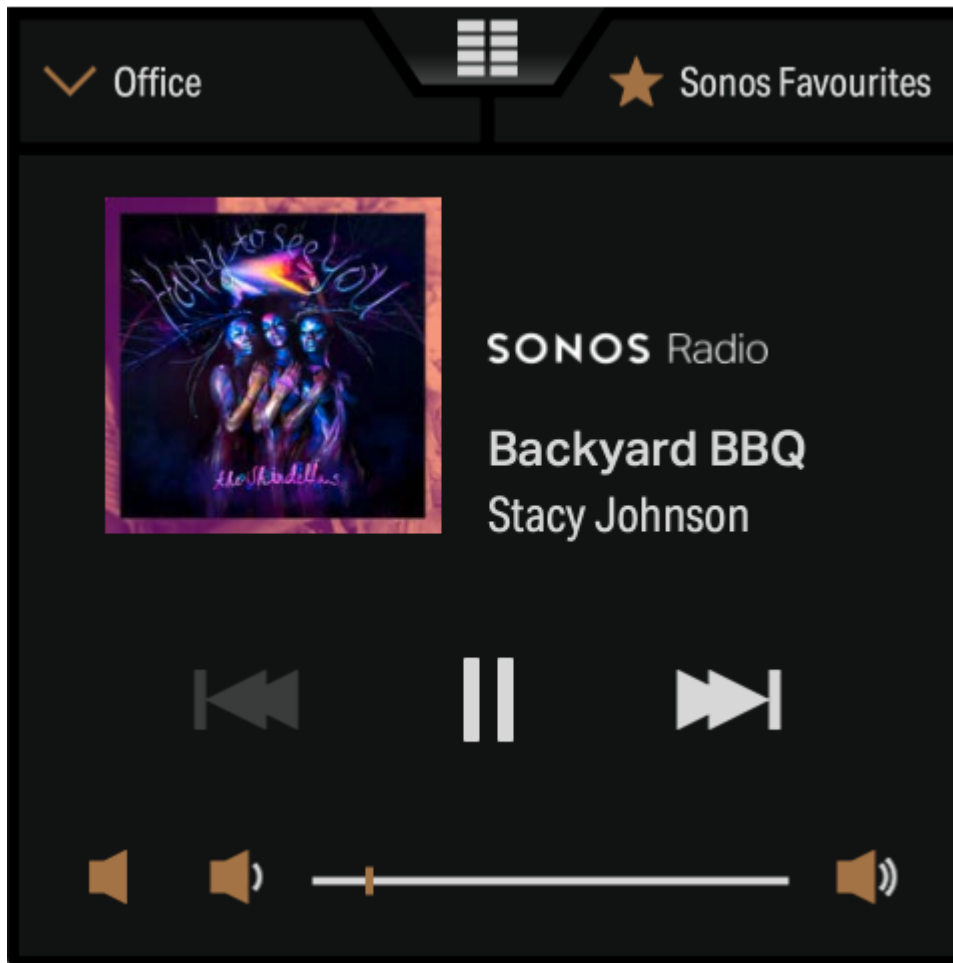 Office
Sonos Favourites
Happy to see you
the Shindellas
SONOS Radio
Backyard BBQ
Stacy Johnson